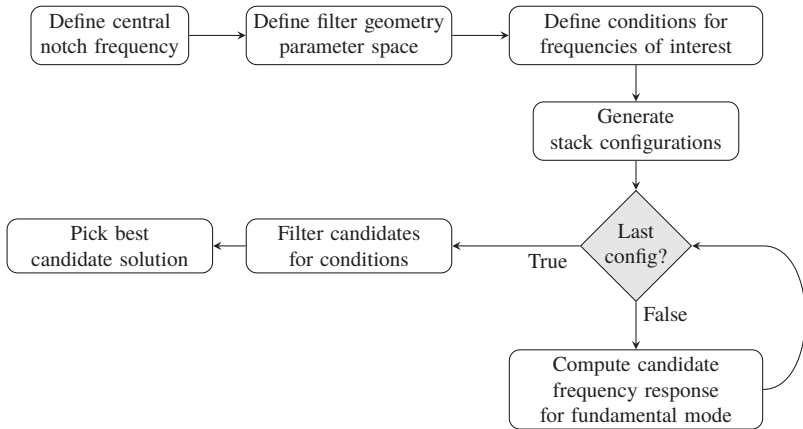 Define central
notch frequency
Define filter geometry
parameter space
Define conditions for
frequencies of interest
Generate
stack configurations
Last
config?
True
False
Filter candidates
for conditions
Pick best
candidate solution
Compute candidate
frequency response
for fundamental mode